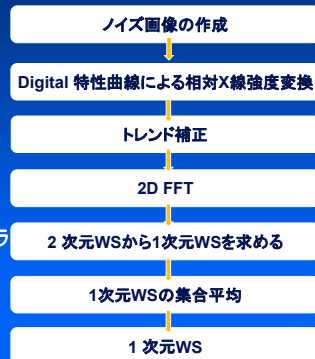 ノイズ画像の作成
Digital 特性曲線による相対X線強度変換
トレンド補正
2D FFT
ラ
2 次元WSから1次元WSを求める
1次元WSの集合平均
1 次元WS